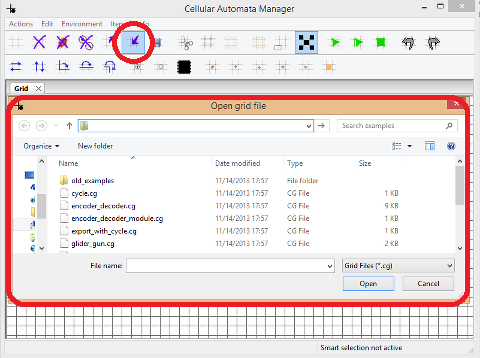 Cellular Automata Manager
Actions Edit Environment
Grid
Open grid file
Search examples
Organize New folder
Name Date modified Type Size
old_examples 11/14/2013 17:57 File folder
cycle.cg 11/14/2013 17:57 CG File 1 KB
encoder_decoder.cg 11/14/2013 17:57 CG File 9 KB
encoder_decoder_module.cg 11/14/2013 17:57 CG File 5 KB
export_with_cycle.cg 11/14/2013 17:57 CG File 1 KB
glider_gun.cg 11/14/2013 17:57 CG File 2 KB
File name: Grid Files (*.cg)
Open Cancel
Smart selection not active